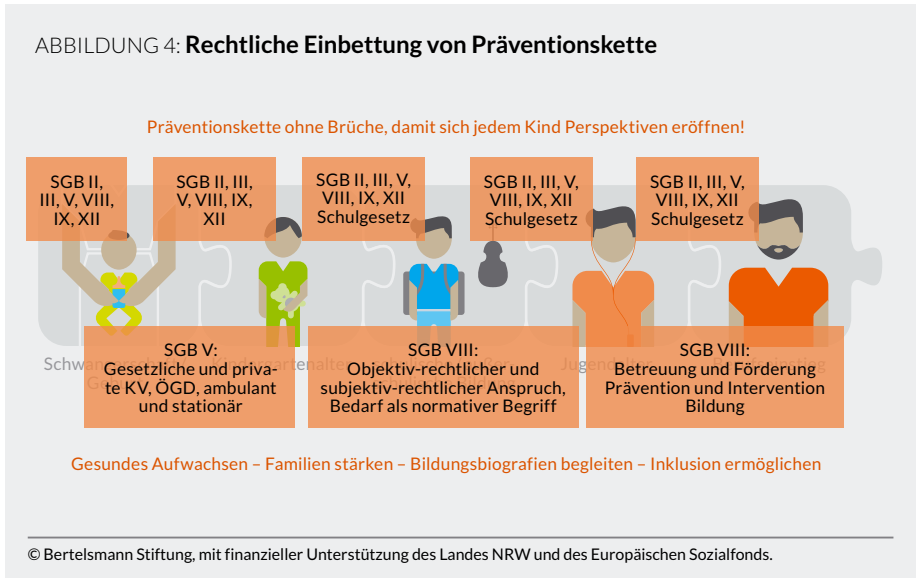 ABBILDUNG 4: Rechtliche Einbettung von Präventionskette
Präventionskette ohne Brüche, damit sich jedem Kind Perspektiven eröffnen!
SGB II,
III, V, VIII,
IX, XII
SGB II, III,
V, VIII, IX,
XII
SGB II, III, V,
VIII, IX, XII
Schulgesetz
SGB II, III, V,
VIII, IX, XII
Schulgesetz
SGB II, III, V,
VIII, IX, XII
Schulgesetz
SGB V:
Gesetzliche und priva-
te KV, ÖGD, ambulant
und stationär
SGB VIII:
Objektiv-rechtlicher und
subjektiv-rechtlicher Anspruch,
Bedarf als normativer Begriff
SGB VIII:
Betreuung und Förderung
Prävention und Intervention
Bildung
Gesundes Aufwachsen – Familien stärken – Bildungsbiografien begleiten – Inklusion ermöglichen
© Bertelsmann Stiftung, mit finanzieller Unterstützung des Landes NRW und des Europäischen Sozialfonds.